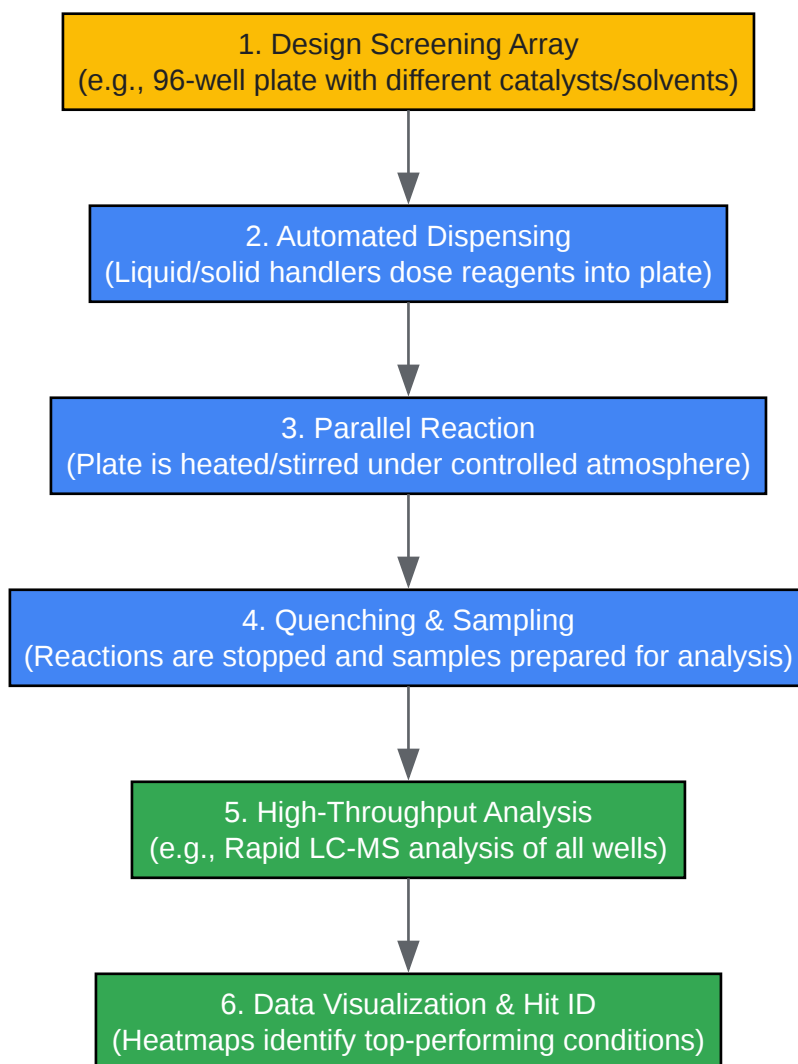 1. Design Screening Array
(e.g., 96-well plate with different catalysts/solvents)
2. Automated Dispensing
(Liquid/solid handlers dose reagents into plate)
3. Parallel Reaction
(Plate is heated/stirred under controlled atmosphere)
4. Quenching & Sampling
(Reactions are stopped and samples prepared for analysis)
5. High-Throughput Analysis
(e.g., Rapid LC-MS analysis of all wells)
6. Data Visualization & Hit ID
(Heatmaps identify top-performing conditions)